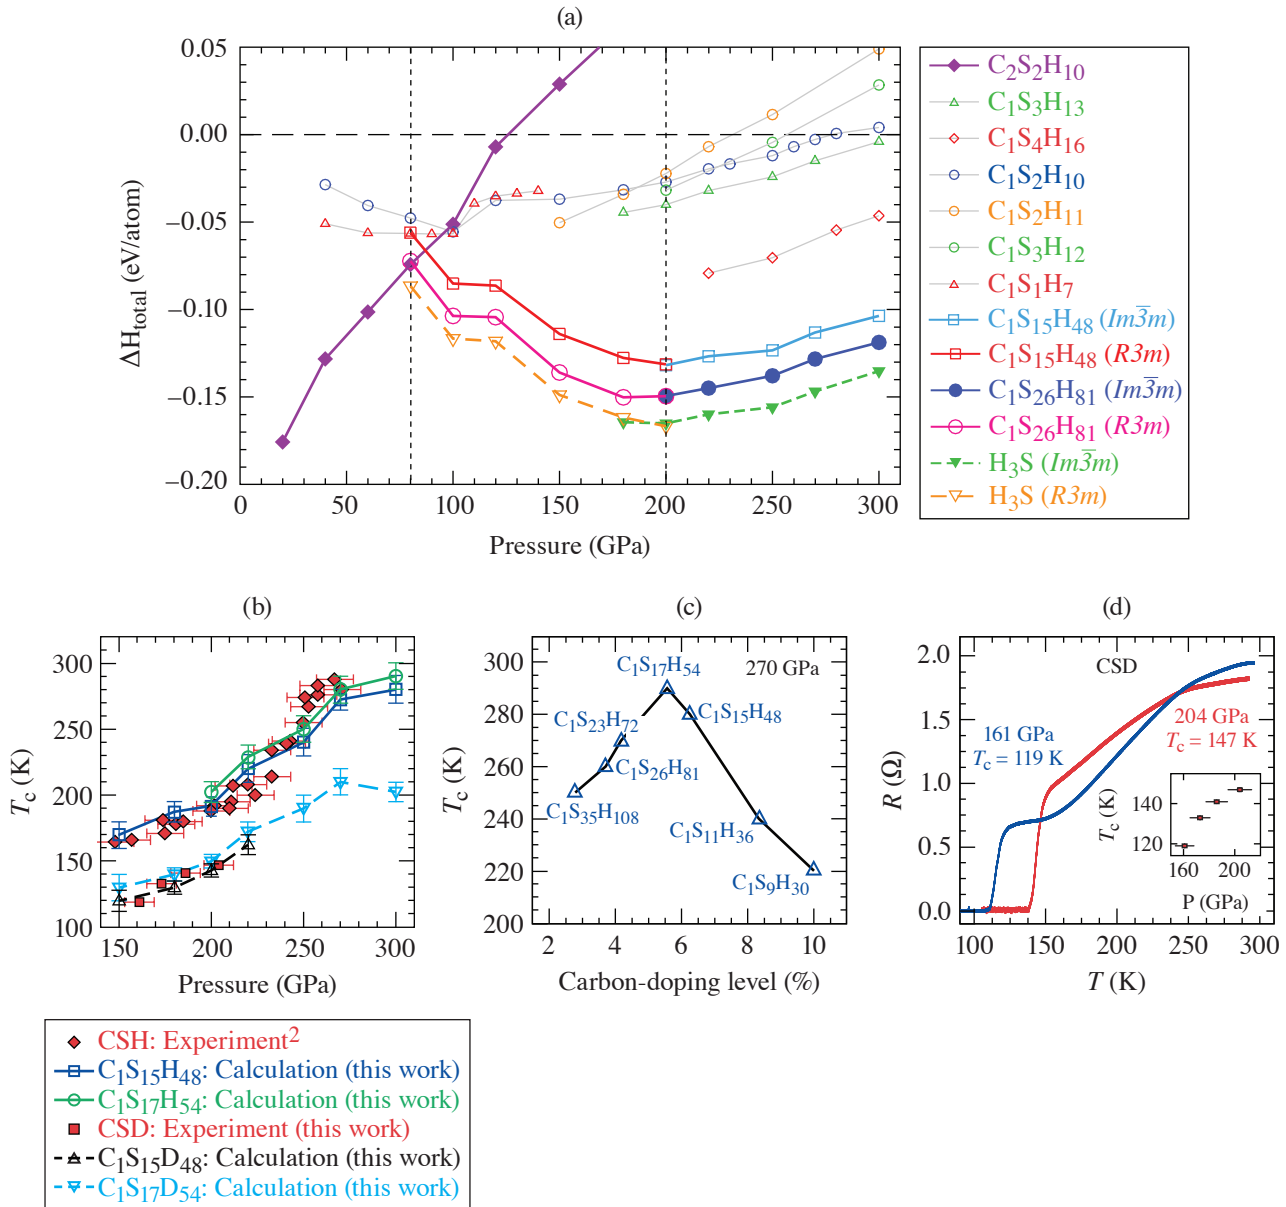 (a)
ΔH_total (eV/atom)
0.05
0.00
−0.05
−0.10
−0.15
−0.20
0 50 100 150 200 250 300
Pressure (GPa)
C₂S₂H₁₀
C₁S₃H₁₃
C₁S₄H₁₆
C₁S₂H₁₀
C₁S₂H₁₁
C₁S₃H₁₂
C₁S₁H₇
C₁S₁₅H₄₈ (Im3̅m)
C₁S₁₅H₄₈ (R3m)
C₁S₂₆H₈₁ (Im3̅m)
C₁S₂₆H₈₁ (R3m)
H₃S (Im3̅m)
H₃S (R3m)
(b)
T_c (K)
300
250
200
150
100
150 200 250 300
Pressure (GPa)
CSH: Experiment²
C₁S₁₅H₄₈: Calculation (this work)
C₁S₁₇H₅₄: Calculation (this work)
CSD: Experiment (this work)
C₁S₁₅D₄₈: Calculation (this work)
C₁S₁₇D₅₄: Calculation (this work)
(c)
T_c (K)
300
280
260
240
220
200
2 4 6 8 10
Carbon-doping level (%)
270 GPa
C₁S₁₇H₅₄
C₁S₁₅H₄₈
C₁S₂₃H₇₂
C₁S₂₆H₈₁
C₁S₃₅H₁₀₈
C₁S₁₁H₃₆
C₁S₉H₃₀
(d)
R (Ω)
2.0
1.5
1.0
0.5
0.0
100 150 200 250 300
T (K)
CSD
161 GPa
T_c = 119 K
204 GPa
T_c = 147 K
T_c (K)
140
120
160 200
P (GPa)